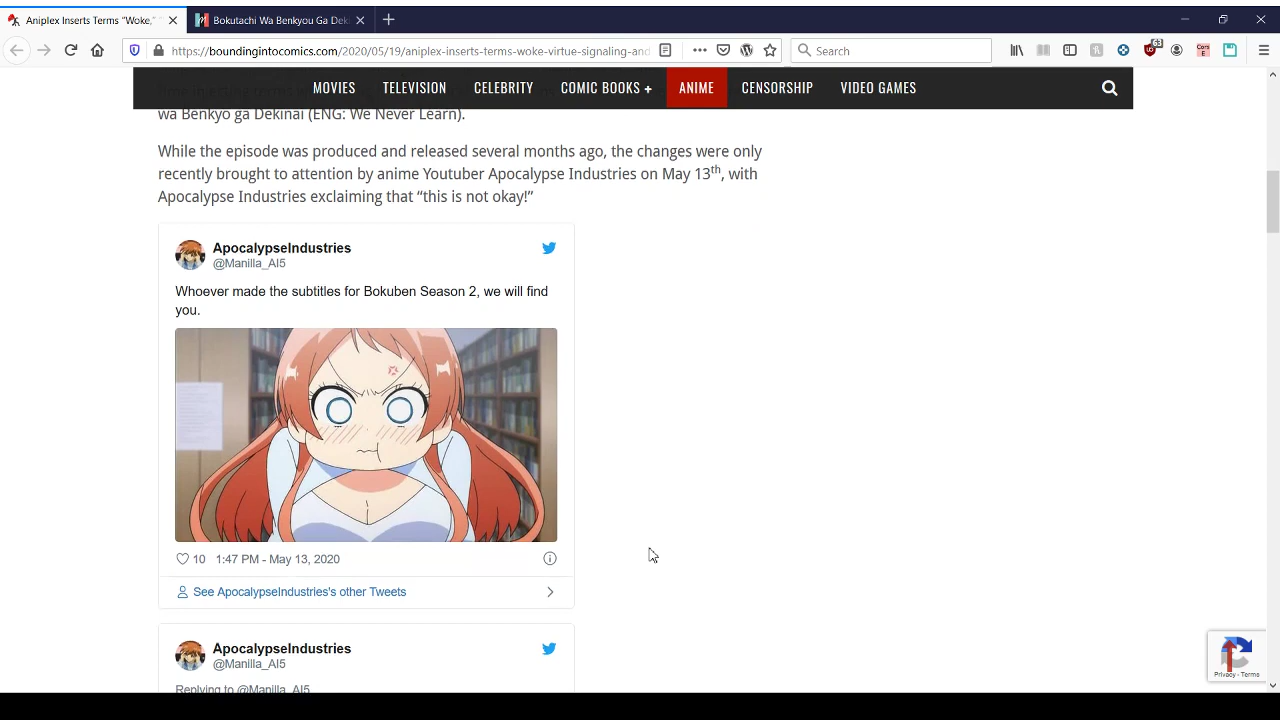 Aniplex Inserts Terms “Woke,”
Bokutachi Wa Benkyou Ga Deki
https://boundingintocomics.com/2020/05/19/aniplex-inserts-terms-woke-virtue-signaling-and
Search
63
MOVIES TELEVISION CELEBRITY COMIC BOOKS + ANIME CENSORSHIP VIDEO GAMES
wa Benkyo ga Dekinai (ENG: We Never Learn).
While the episode was produced and released several months ago, the changes were only
recently brought to attention by anime Youtuber Apocalypse Industries on May 13th, with
Apocalypse Industries exclaiming that “this is not okay!”
ApocalypseIndustries
@Manilla_AI5
Whoever made the subtitles for Bokuben Season 2, we will find
you.
10 1:47 PM - May 13, 2020
See ApocalypseIndustries's other Tweets
ApocalypseIndustries
@Manilla_AI5
Replying to @Manilla_AI5
Privacy - Terms